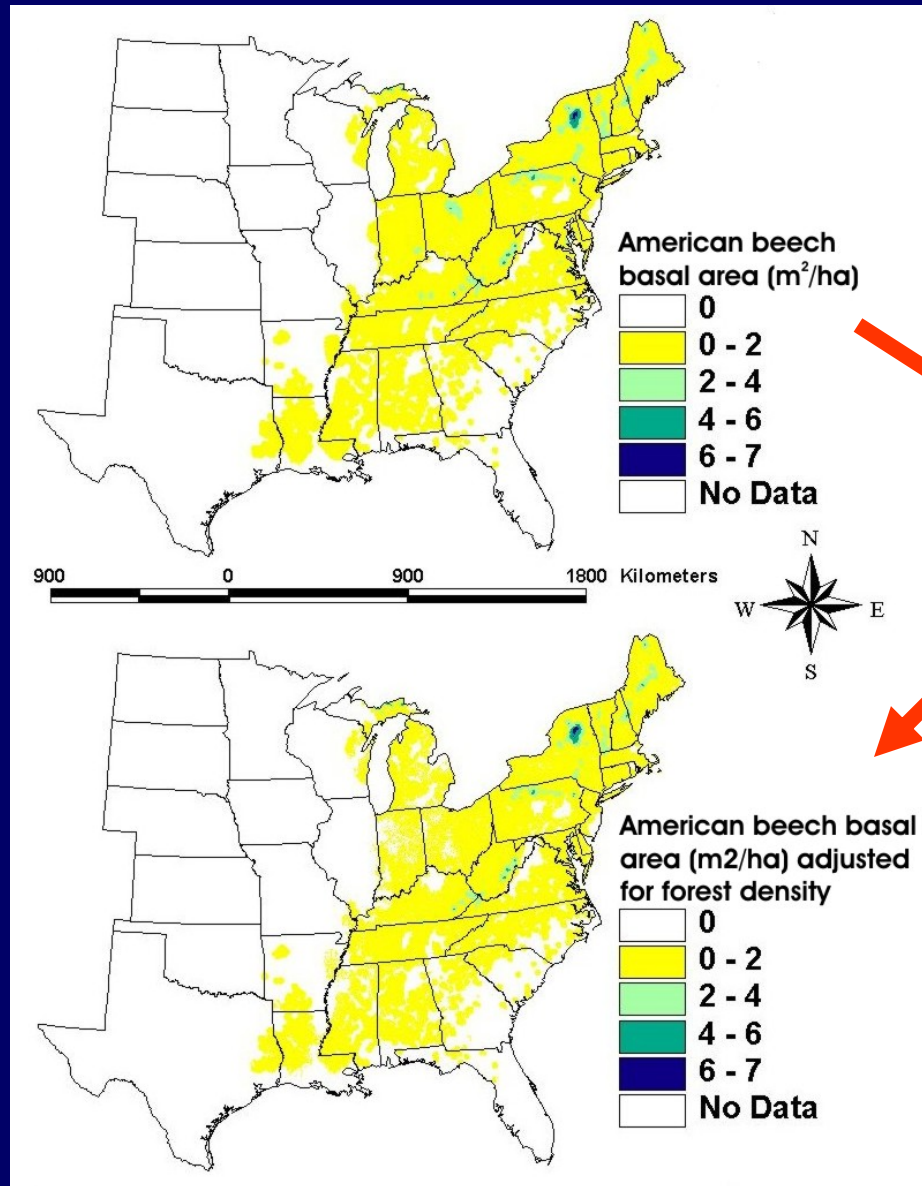 American beech
basal area (m²/ha)
0
0 - 2
2 - 4
4 - 6
6 - 7
No Data
900 0 900 1800 Kilometers
N
W E
S
American beech basal
area (m2/ha) adjusted
for forest density
0
0 - 2
2 - 4
4 - 6
6 - 7
No Data